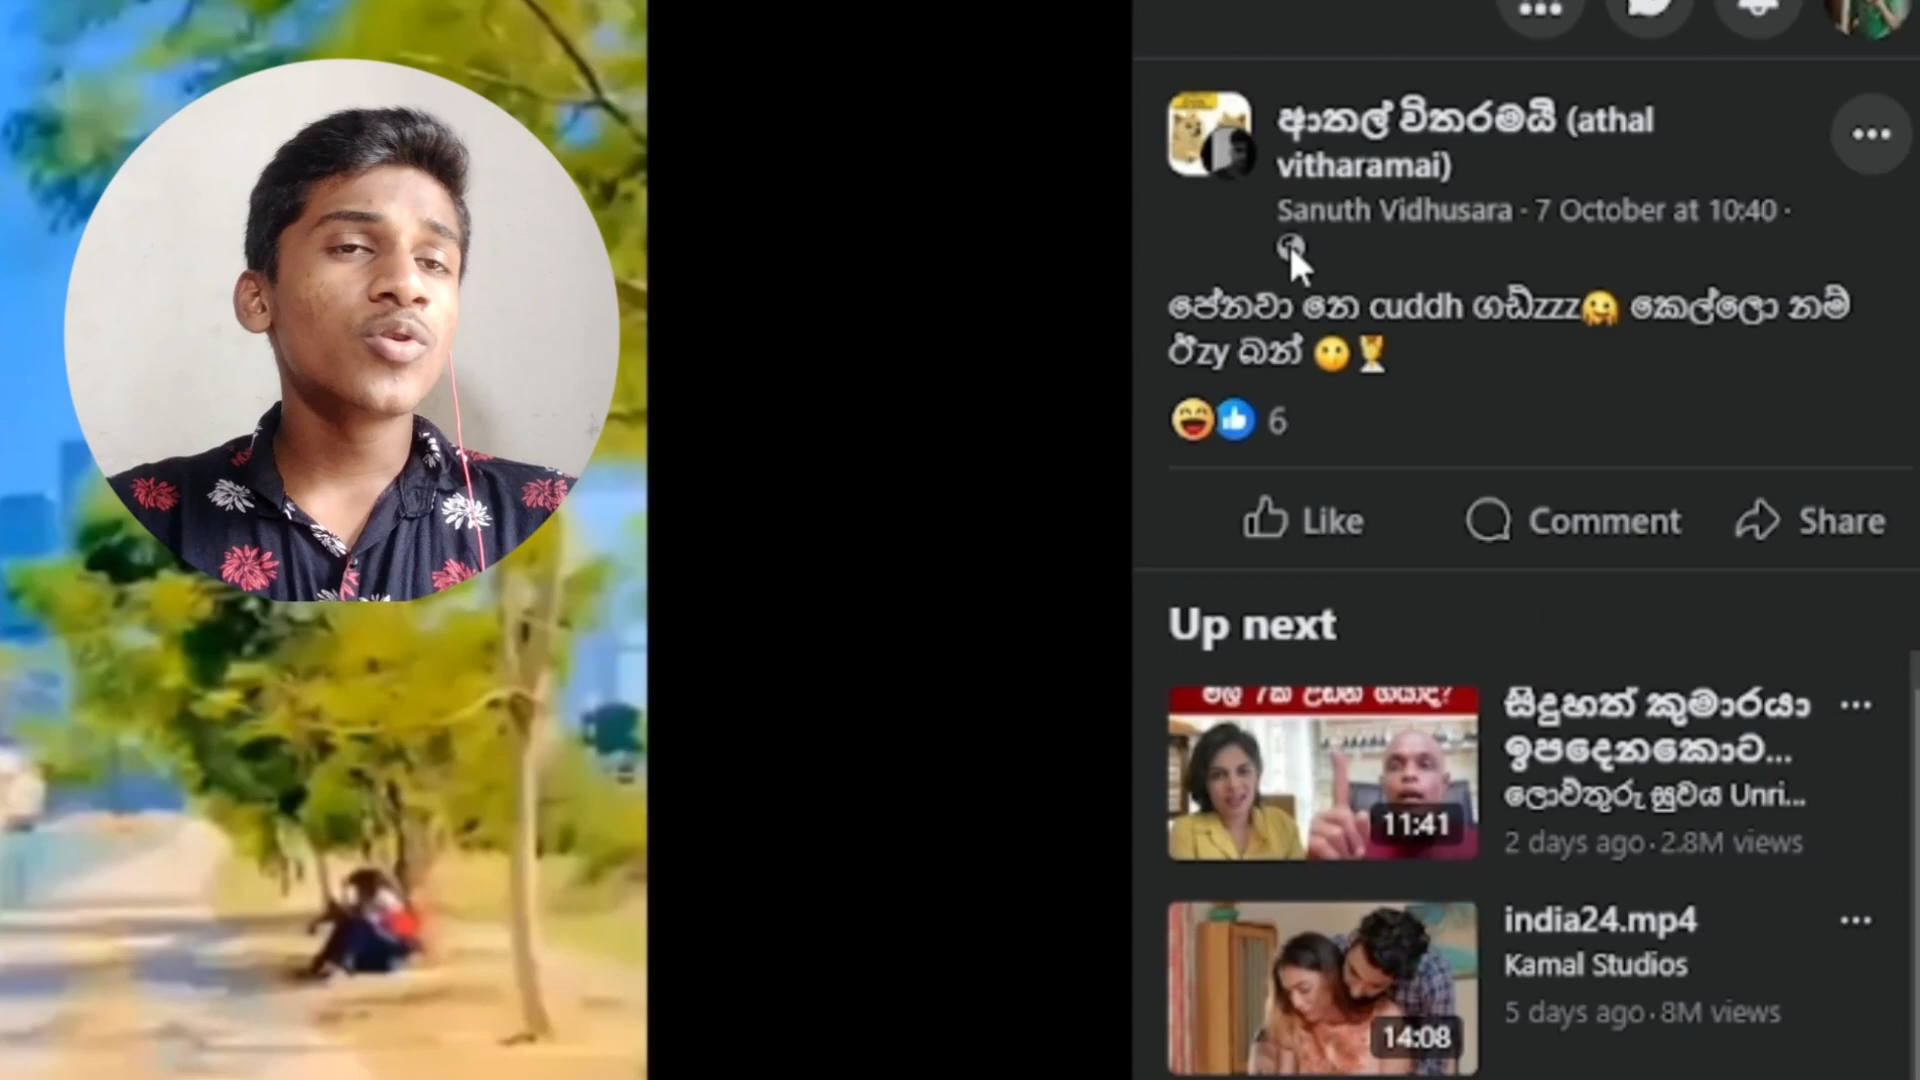 ආතල් විතරමයි (athal
vitharamai)
Sanuth Vidhusara · 7 October at 10:40 ·
පේනවා නෙ cuddh ගඩ්zzz🤗 කෙල්ලො නම්
ඊzy බන්
6
Like Comment Share
Up next
සිදුහත් කුමාරයා
ඉපදෙනකොට...
ලොවිතුරු සුවය Unri...
11:41
2 days ago · 2.8M views
india24.mp4
Kamal Studios
5 days ago · 8M views
14:08